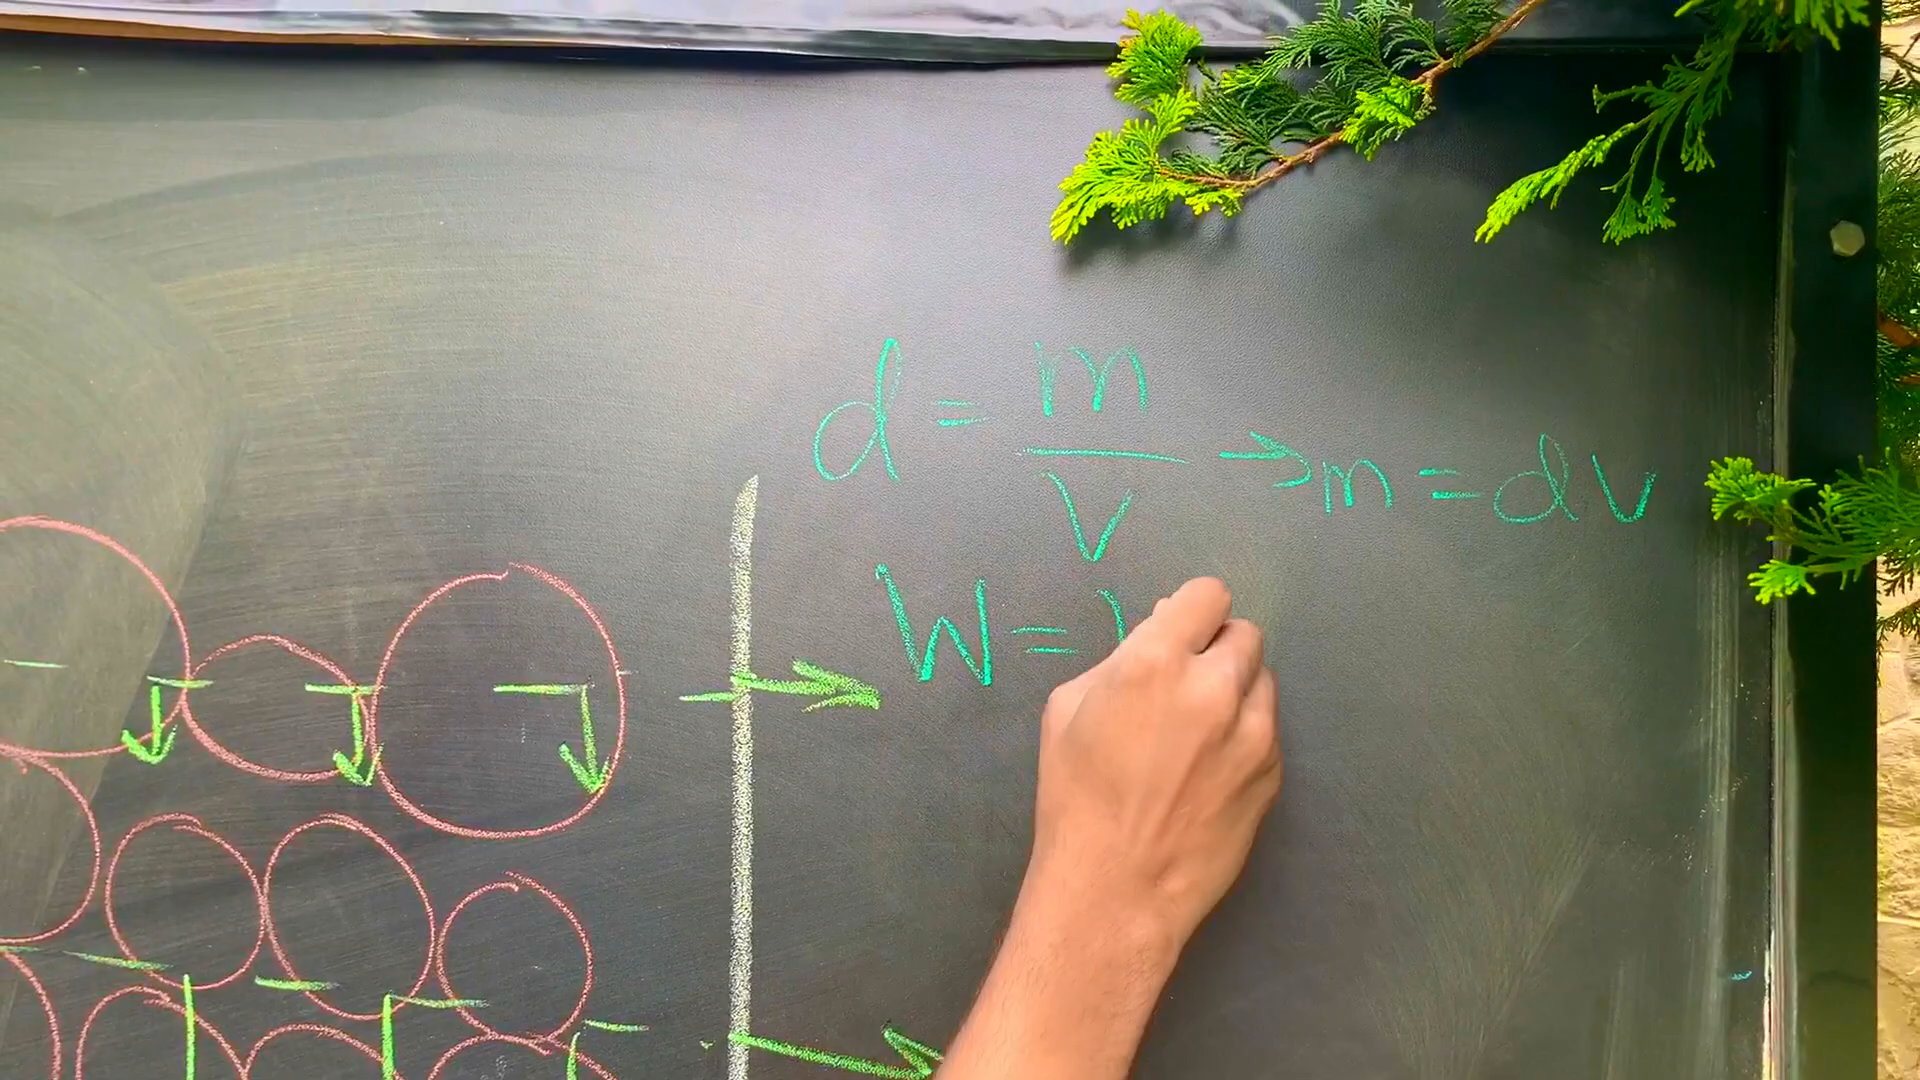 d = m/V → m = dV
W =